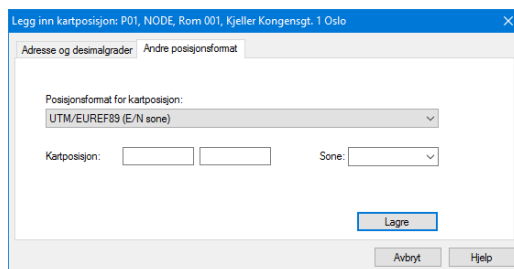 Legg inn kartposisjon: P01, NODE, Rom 001, Kjeller Kongensgt. 1 Oslo
Adresse og desimalgrader
Andre posisjonsformat
Posisjonsformat for kartposisjon:
UTM/EUREF89 (E/N sone)
Kartposisjon:
Sone:
Lagre
Avbryt
Hjelp